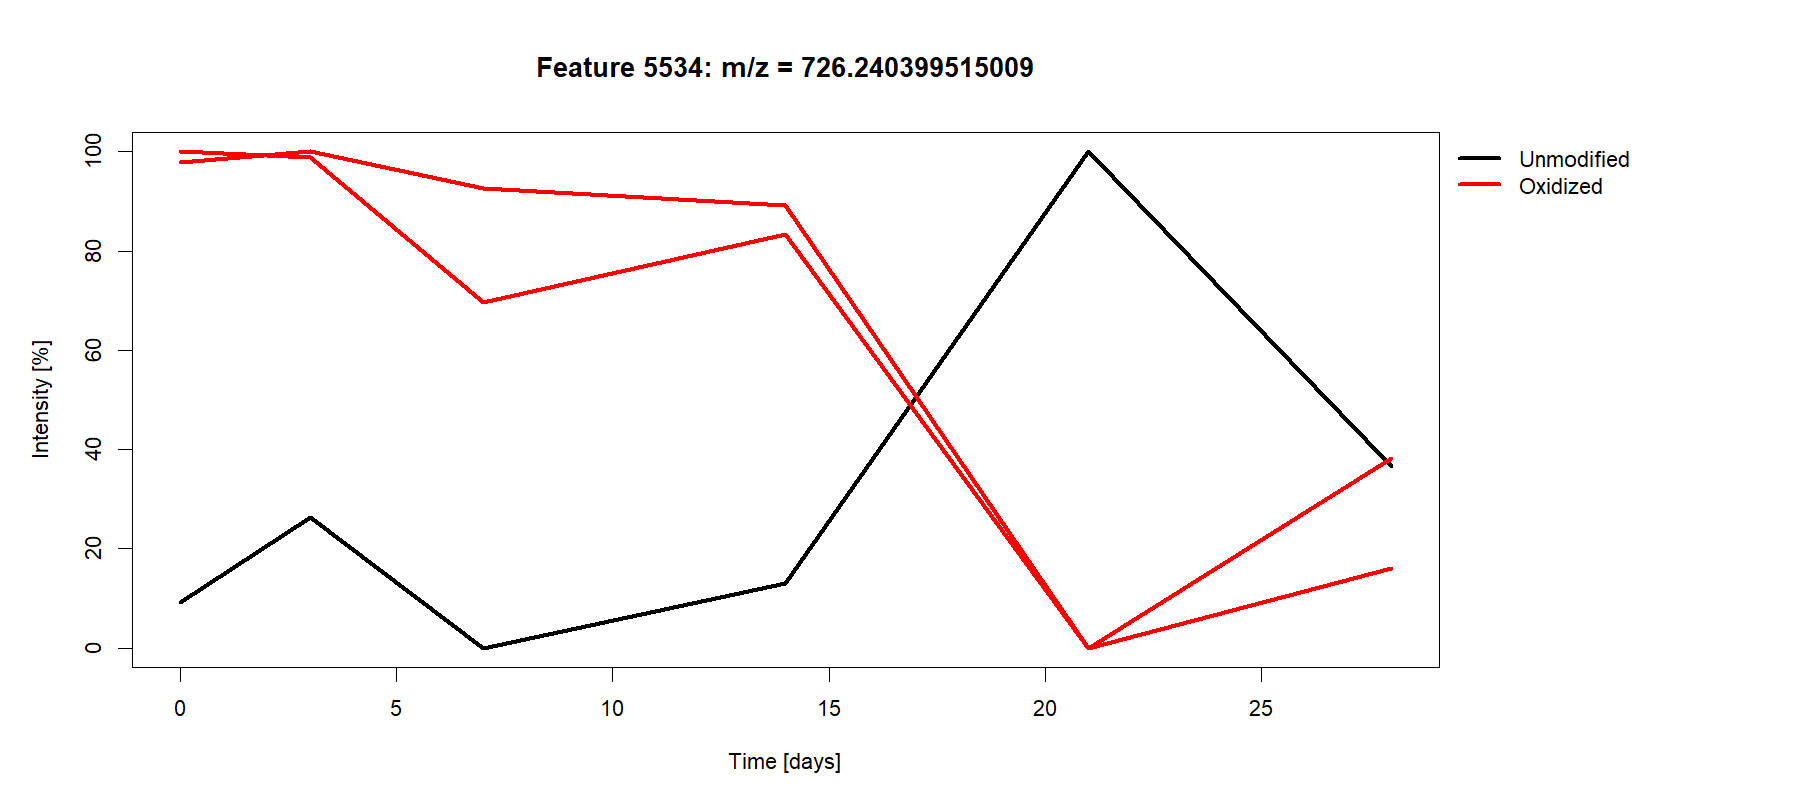 Feature 5534: m/z = 726.240399515009
Unmodified
Oxidized
Intensity [%]
100
80
60
40
20
0
0 5 10 15 20 25
Time [days]